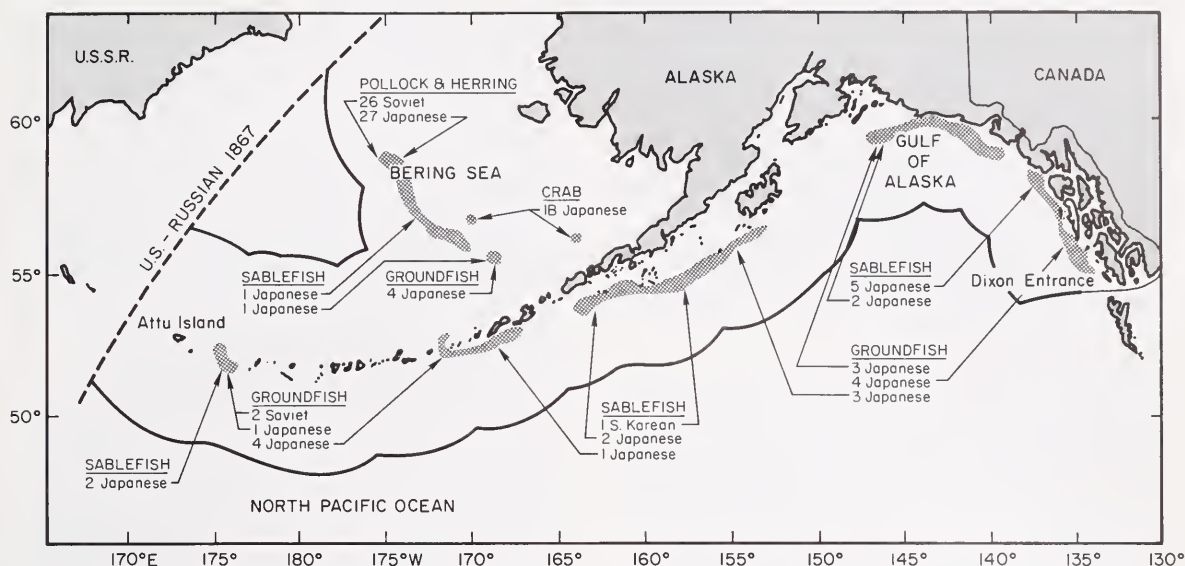 U.S.S.R.
ALASKA
CANADA
U.S.-RUSSIAN 1867
POLLOCK & HERRING
26 Soviet
27 Japanese
BERING SEA
CRAB
18 Japanese
GULF
OF
ALASKA
SABLEFISH
1 Japanese
1 Japanese
GROUNDFISH
4 Japanese
SABLEFISH
5 Japanese
2 Japanese
Dixon Entrance
Attu Island
GROUNDFISH
2 Soviet
1 Japanese
4 Japanese
SABLEFISH
1 S. Korean
2 Japanese
1 Japanese
GROUNDFISH
3 Japanese
4 Japanese
3 Japanese
SABLEFISH
2 Japanese
NORTH PACIFIC OCEAN
60°
55°
50°
170°E 175° 180° 175°W 170° 165° 160° 155° 150° 145° 140° 135° 130°